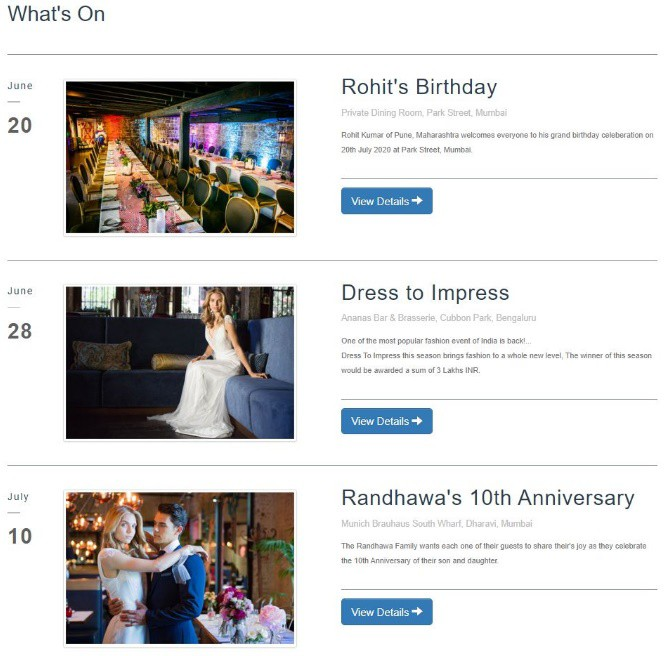 What's On
June
20
Rohit's Birthday
Private Dining Room, Park Street, Mumbai
Rohit Kumar of Pune, Maharashtra welcomes everyone to his grand birthday celeberation on
20th July 2020 at Park Street, Mumbai.
View Details
June
28
Dress to Impress
Ananas Bar & Brasserie, Cubbon Park, Bengaluru
One of the most popular fashion event of India is back!...
Dress To Impress this season brings fashion to a whole new level, The winner of this season
would be awarded a sum of 3 Lakhs INR.
View Details
July
10
Randhawa's 10th Anniversary
Munich Brauhaus South Wharf, Dharavi, Mumbai
The Randhawa Family wants each one of their guests to share their's joy as they celebrate
the 10th Anniversary of their son and daughter.
View Details